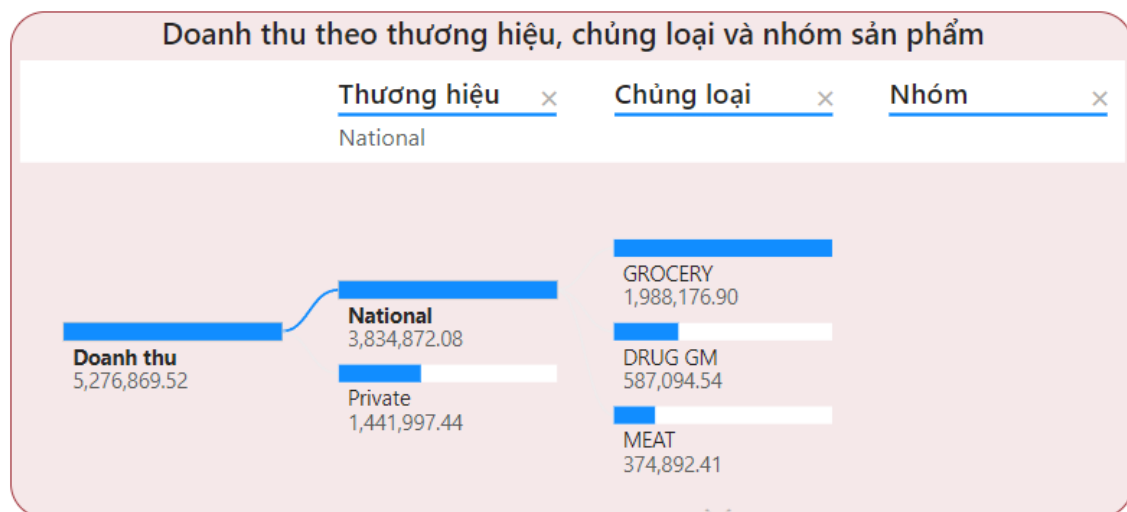 Doanh thu theo thương hiệu, chủng loại và nhóm sản phẩm
Thương hiệu × Chủng loại × Nhóm ×
National
Doanh thu
5,276,869.52
National
3,834,872.08
Private
1,441,997.44
GROCERY
1,988,176.90
DRUG GM
587,094.54
MEAT
374,892.41